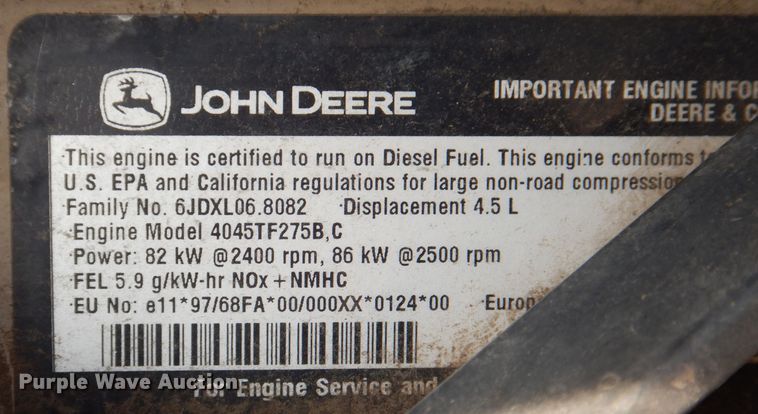 JOHN DEERE
IMPORTANT ENGINE INFOR
DEERE & C
This engine is certified to run on Diesel Fuel. This engine conforms to
U.S. EPA and California regulations for large non-road compression
Family No. 6JDXL06.8082 Displacement 4.5 L
Engine Model 4045TF275B,C
Power: 82 kW @2400 rpm, 86 kW @2500 rpm
FEL 5.9 g/kW-hr NOx + NMHC
EU No: e11*97/68FA*00/000XX*0124*00 Europ
For Engine Service and
Purple Wave Auction